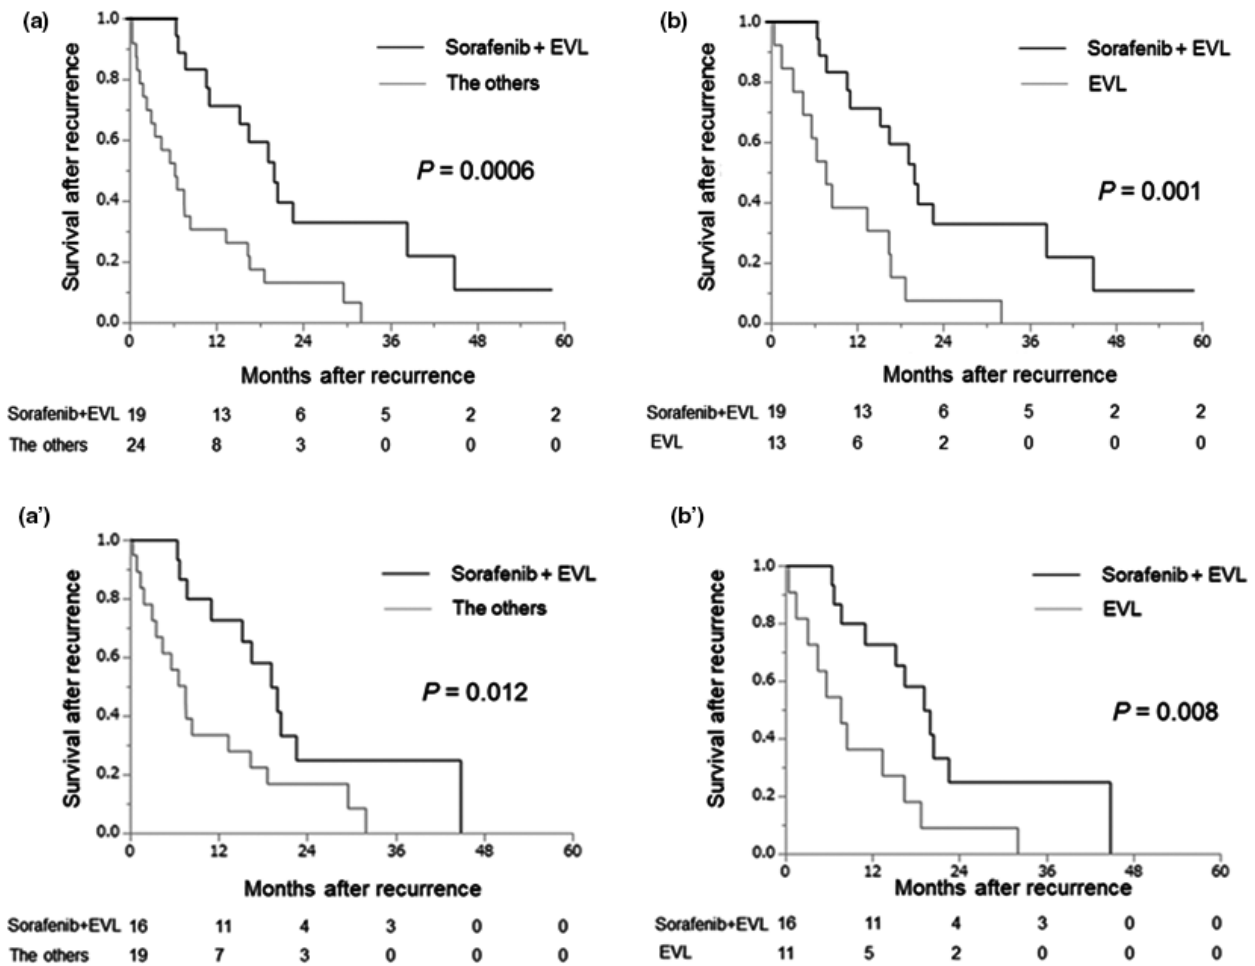 (a)
1.0
0.8
0.6
0.4
0.2
0.0
Survival after recurrence
Sorafenib + EVL
The others
P = 0.0006
0 12 24 36 48 60
Months after recurrence
Sorafenib+EVL 19 13 6 5 2 2
The others 24 8 3 0 0 0
(b)
1.0
0.8
0.6
0.4
0.2
0.0
Survival after recurrence
Sorafenib + EVL
EVL
P = 0.001
0 12 24 36 48 60
Months after recurrence
Sorafenib+EVL 19 13 6 5 2 2
EVL 13 6 2 0 0 0
(a’)
1.0
0.8
0.6
0.4
0.2
0.0
Survival after recurrence
Sorafenib + EVL
The others
P = 0.012
0 12 24 36 48 60
Months after recurrence
Sorafenib+EVL 16 11 4 3 0 0
The others 19 7 3 0 0 0
(b’)
1.0
0.8
0.6
0.4
0.2
0.0
Survival after recurrence
Sorafenib + EVL
EVL
P = 0.008
0 12 24 36 48 60
Months after recurrence
Sorafenib+EVL 16 11 4 3 0 0
EVL 11 5 2 0 0 0